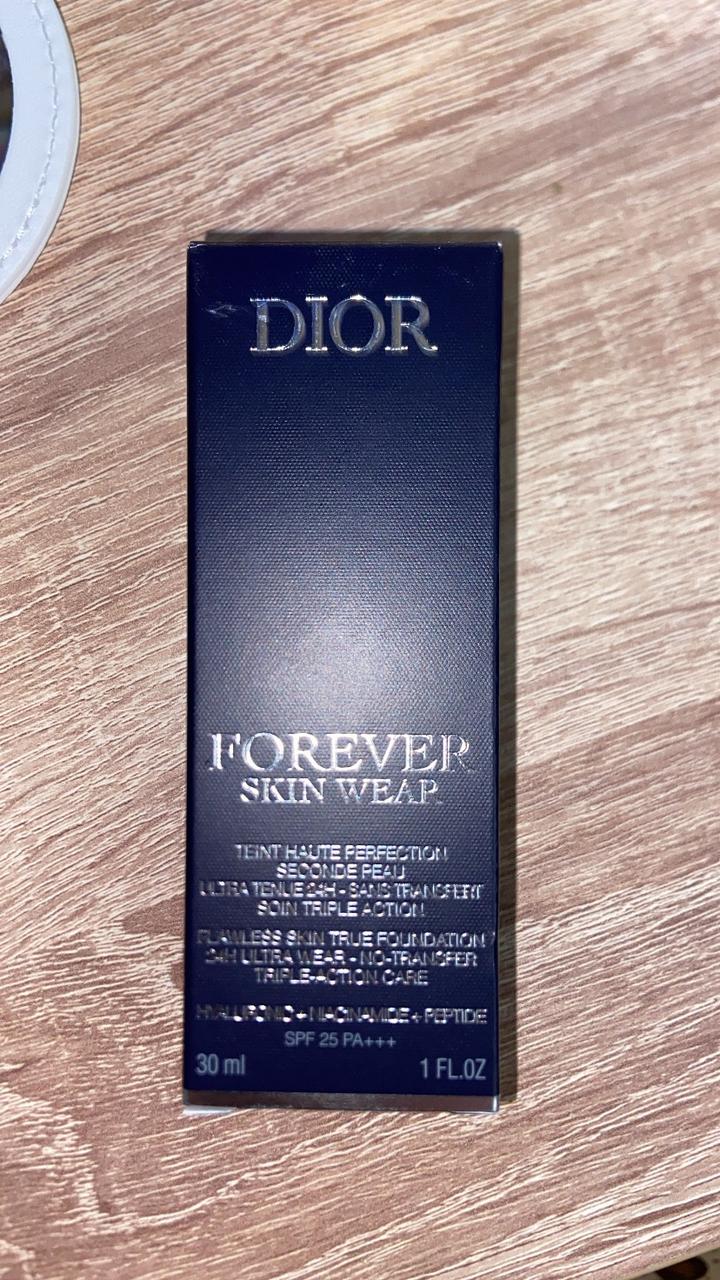 DIOR
FOREVER
SKIN WEAR
TEINT HAUTE PERFECTION
SECONDE PEAU
ULTRA TENUE 24H - SANS TRANSFERT
SOIN TRIPLE ACTION
FLAWLESS SKIN TRUE FOUNDATION
24H ULTRA WEAR - NO-TRANSFER
TRIPLE-ACTION CARE
HYALURONIC + NIACINAMIDE + PEPTIDE
SPF 25 PA+++
30 ml 1 FL.OZ